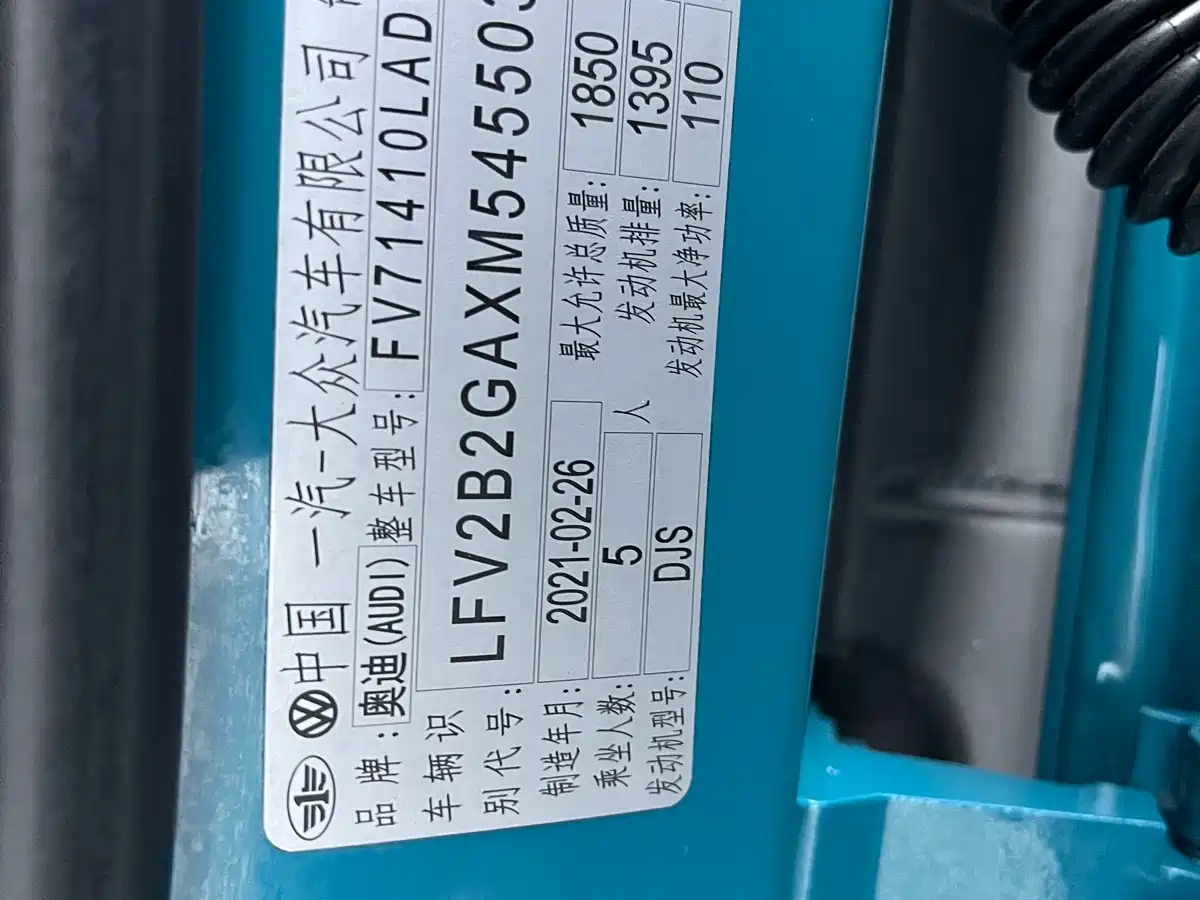 中国 一汽-大众汽车有限公司
品牌: 奥迪(AUDI) 整车型号: FV71410LAD
车辆识别代号: LFV2B2GAXM545503
制造年月: 2021-02-26 最大允许总质量: 1850
乘坐人数: 5 人 发动机排量: 1395
发动机型号: DJS 发动机最大净功率: 110